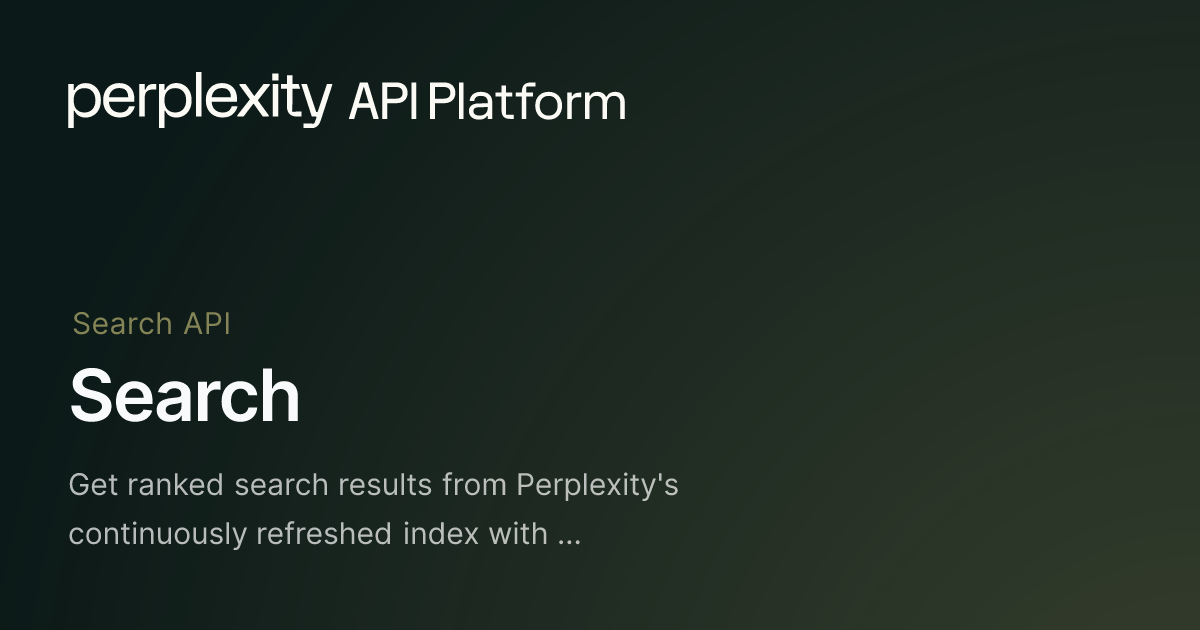 perplexity API Platform
Search API
Search
Get ranked search results from Perplexity's
continuously refreshed index with ...